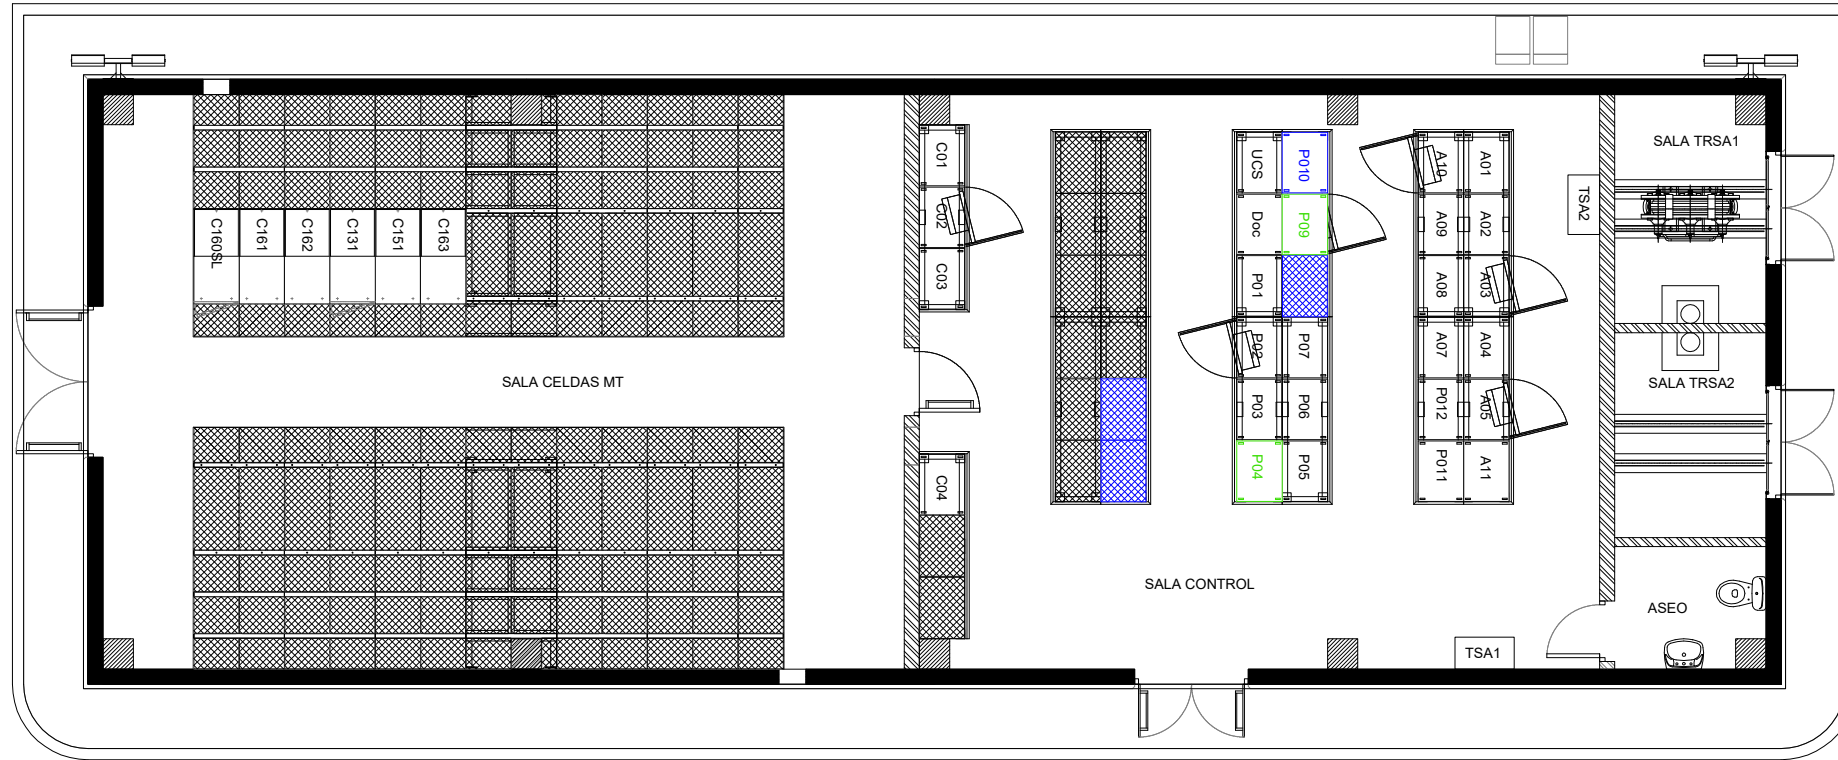 SALA TRSA1
C01
UCS
P010
A10
A01
TSA2
C160SL
C161
C162
C131
C151
C163
C02
Doc
P09
A09
A02
C03
P01
A08
A03
SALA CELDAS MT
P02
P07
A07
A04
SALA TRSA2
P03
P06
P012
A05
C04
P04
P05
P011
A11
SALA CONTROL
ASEO
TSA1